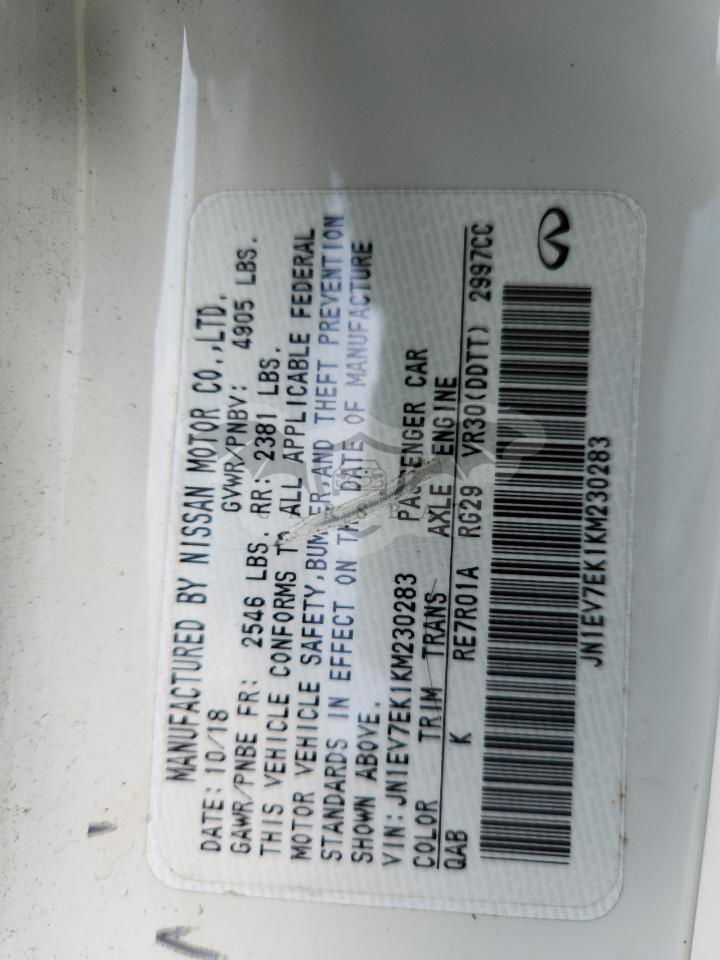 MANUFACTURED BY NISSAN MOTOR CO.,LTD.
DATE: 10/18 GVWR/PNBV: 4905 LBS.
GAWR/PNBE FR: 2546 LBS. RR: 2381 LBS.
THIS VEHICLE CONFORMS TO ALL APPLICABLE FEDERAL
MOTOR VEHICLE SAFETY,BUMPER,AND THEFT PREVENTION
STANDARDS IN EFFECT ON THE DATE OF MANUFACTURE
SHOWN ABOVE.
VIN:JN1EV7EK1KM230283 PASSENGER CAR
COLOR TRIM TRANS AXLE ENGINE
QAB K RE7R01A RG29 VR30(DDTT) 2997CC
JN1EV7EK1KM230283